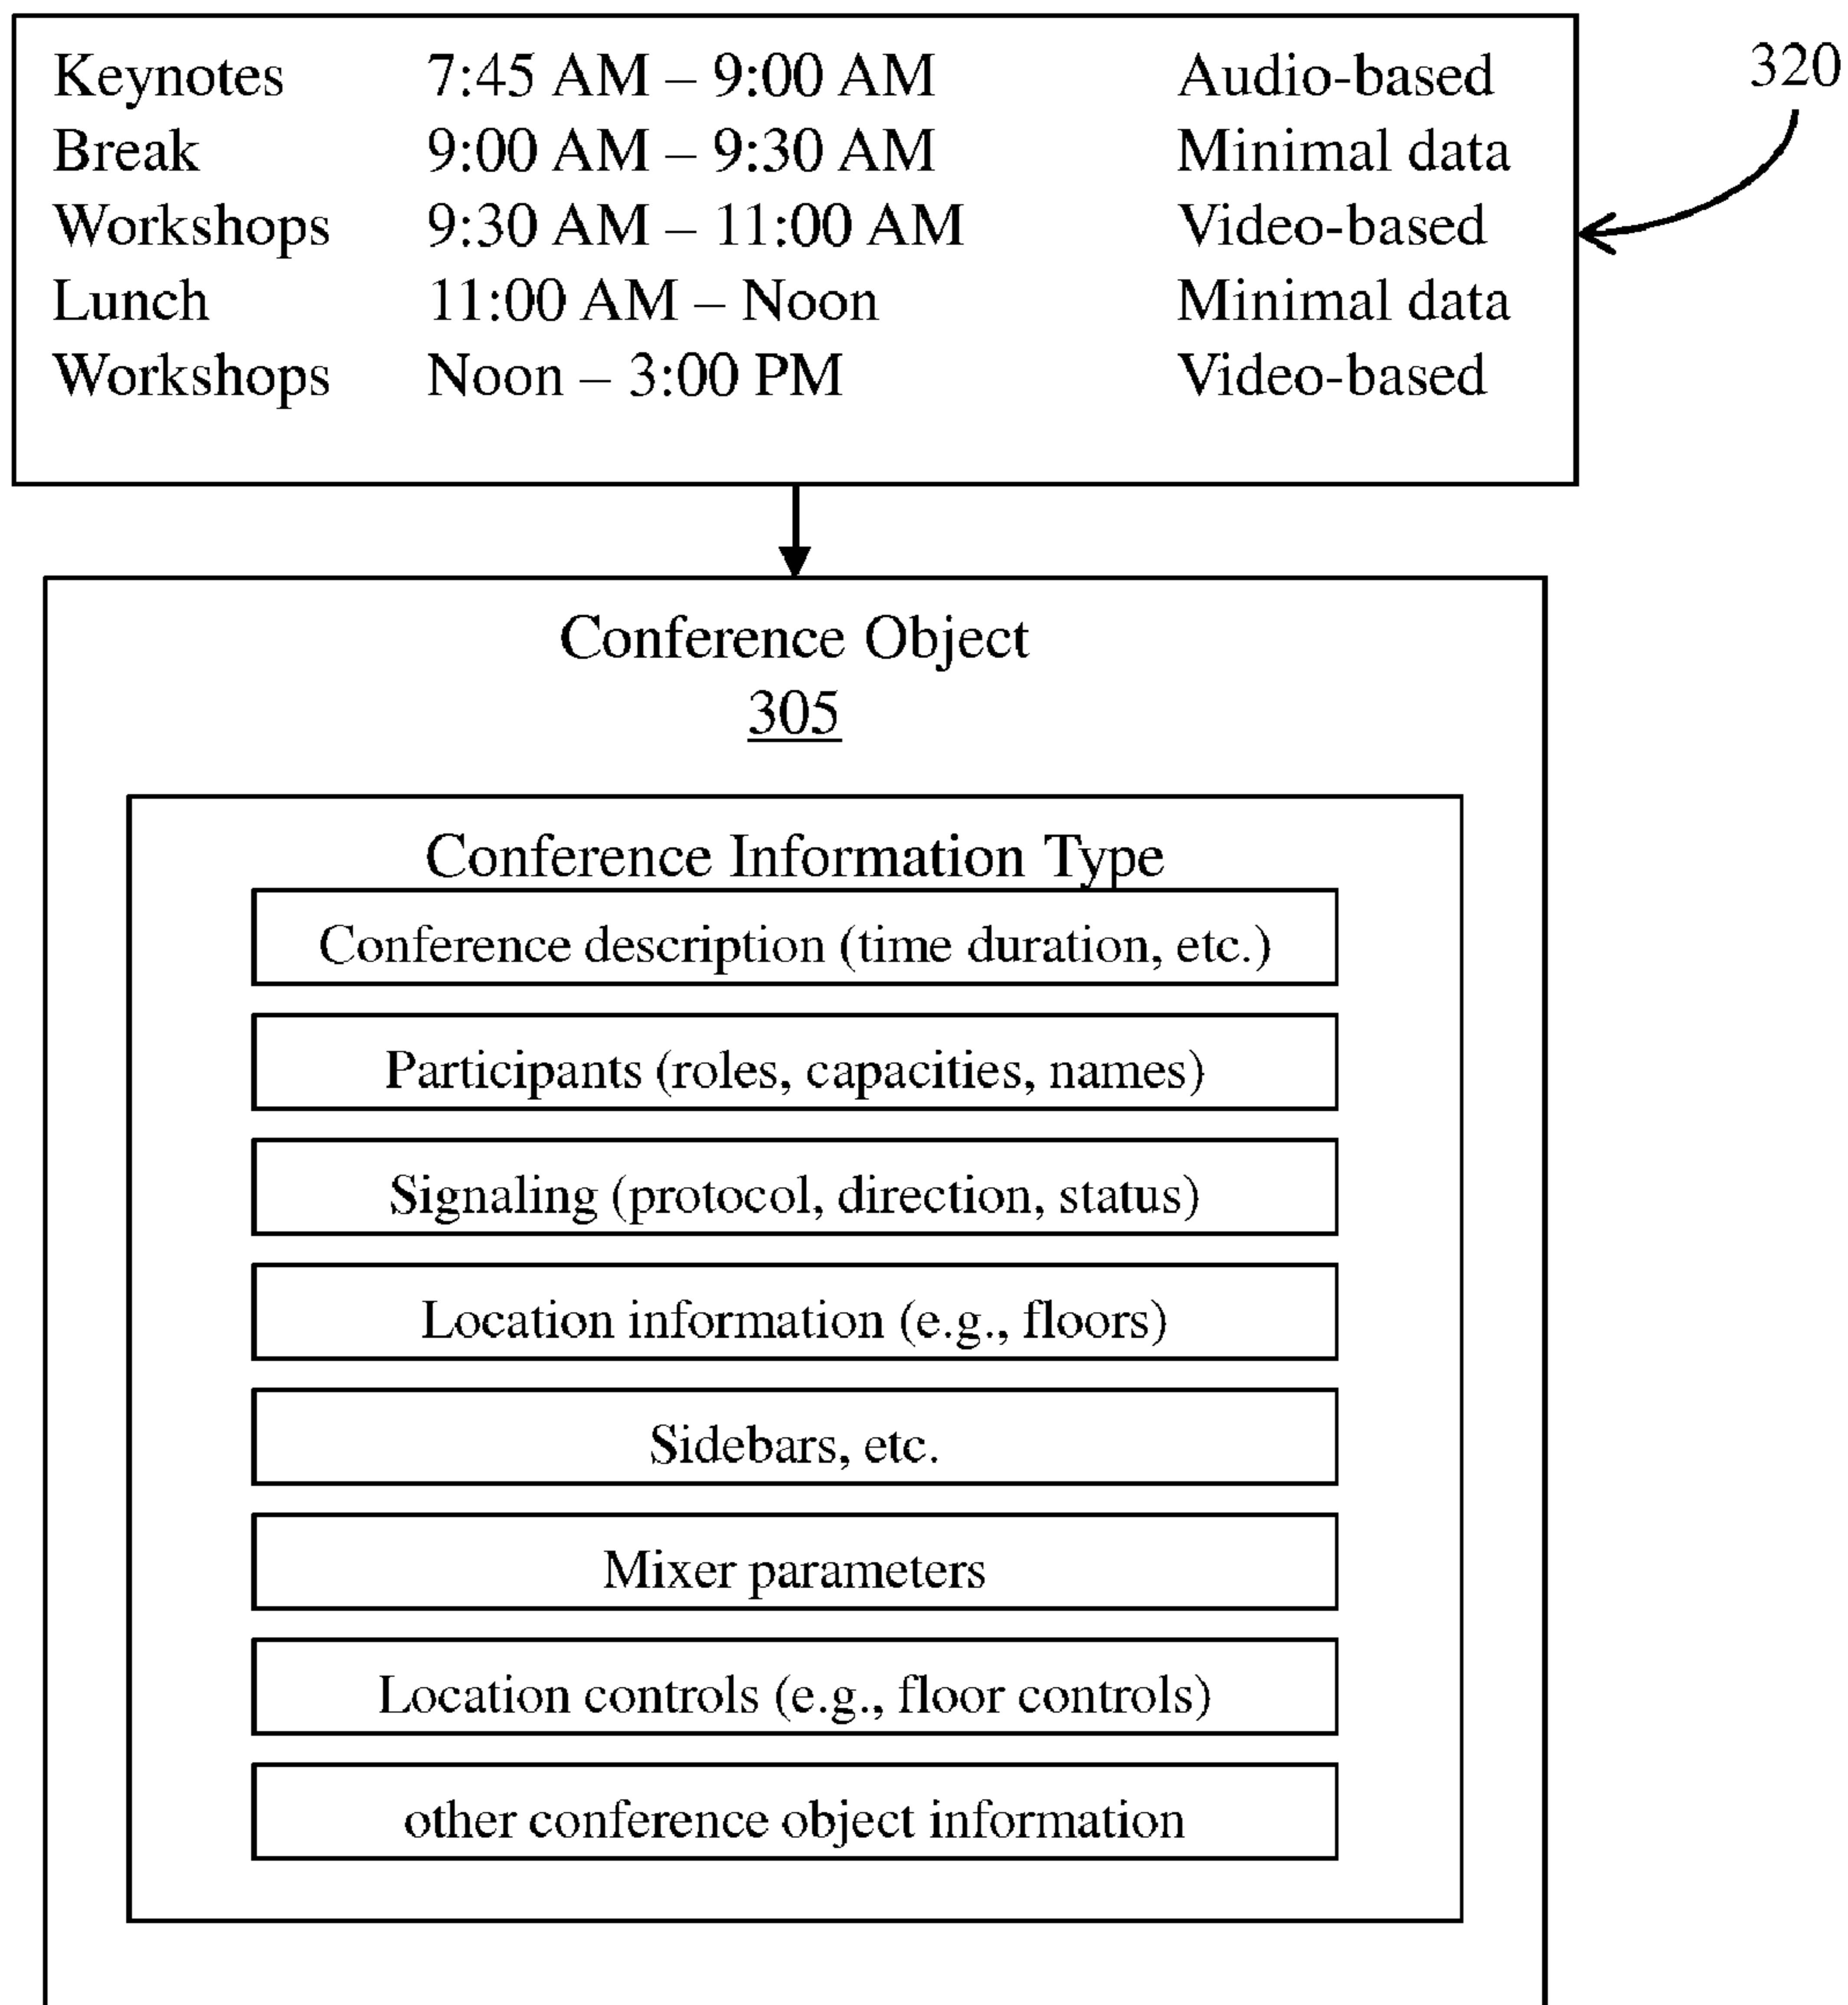 Keynotes 7:45 AM – 9:00 AM Audio-based 320
Break 9:00 AM – 9:30 AM Minimal data
Workshops 9:30 AM – 11:00 AM Video-based
Lunch 11:00 AM – Noon Minimal data
Workshops Noon – 3:00 PM Video-based
Conference Object
305
Conference Information Type
Conference description (time duration, etc.)
Participants (roles, capacities, names)
Signaling (protocol, direction, status)
Location information (e.g., floors)
Sidebars, etc.
Mixer parameters
Location controls (e.g., floor controls)
other conference object information